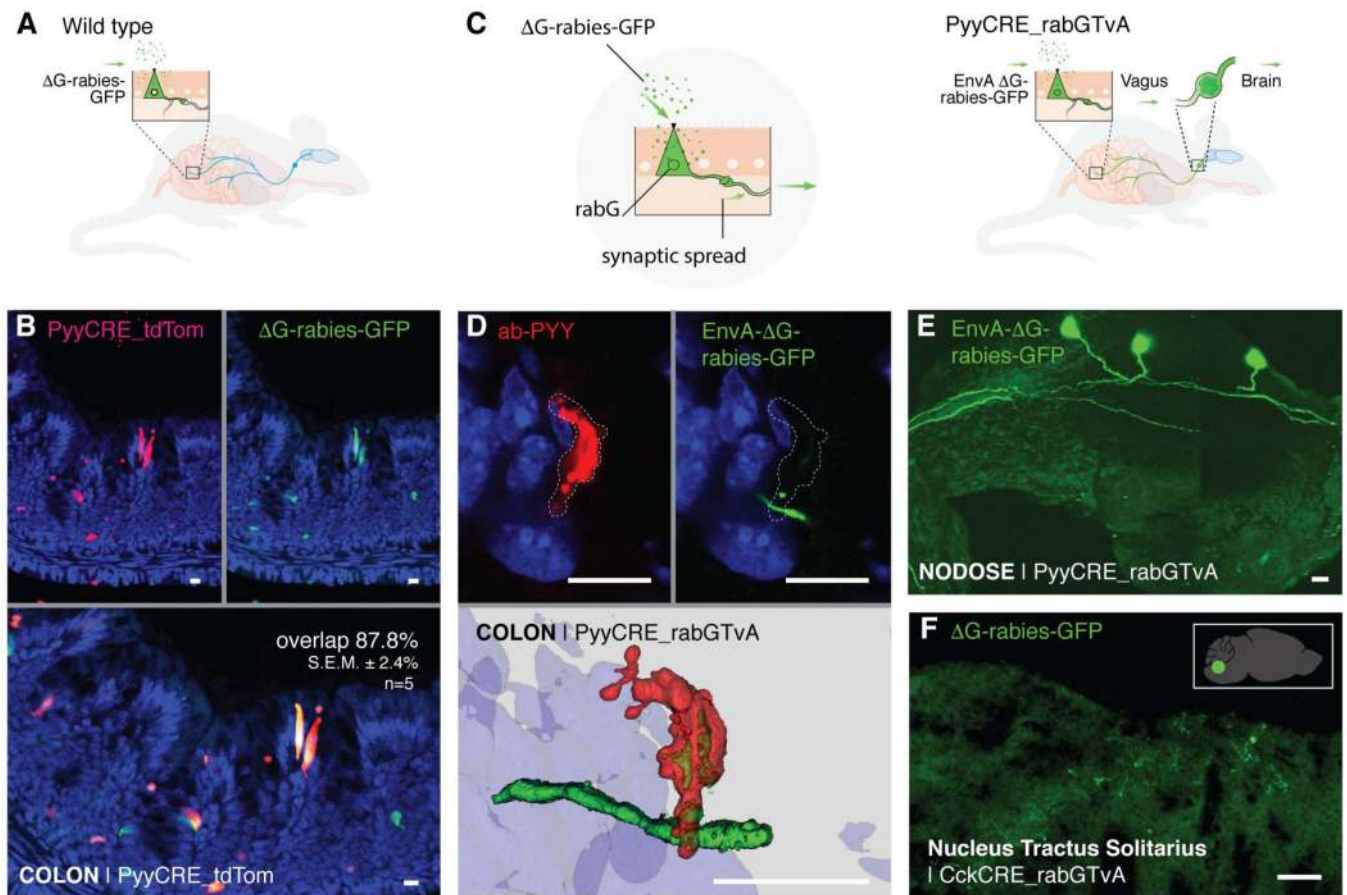 A
Wild type
ΔG-rabies-
GFP
C
ΔG-rabies-GFP
rabG
synaptic spread
PyyCRE_rabGTvA
EnvA ΔG-
rabies-GFP
Vagus
Brain
B
PyyCRE_tdTom
ΔG-rabies-GFP
overlap 87.8%
S.E.M. ± 2.4%
n=5
COLON | PyyCRE_tdTom
D
ab-PYY
EnvA-ΔG-
rabies-GFP
COLON | PyyCRE_rabGTvA
E
EnvA-ΔG-
rabies-GFP
NODOSE | PyyCRE_rabGTvA
F
ΔG-rabies-GFP
Nucleus Tractus Solitarius
| CckCRE_rabGTvA